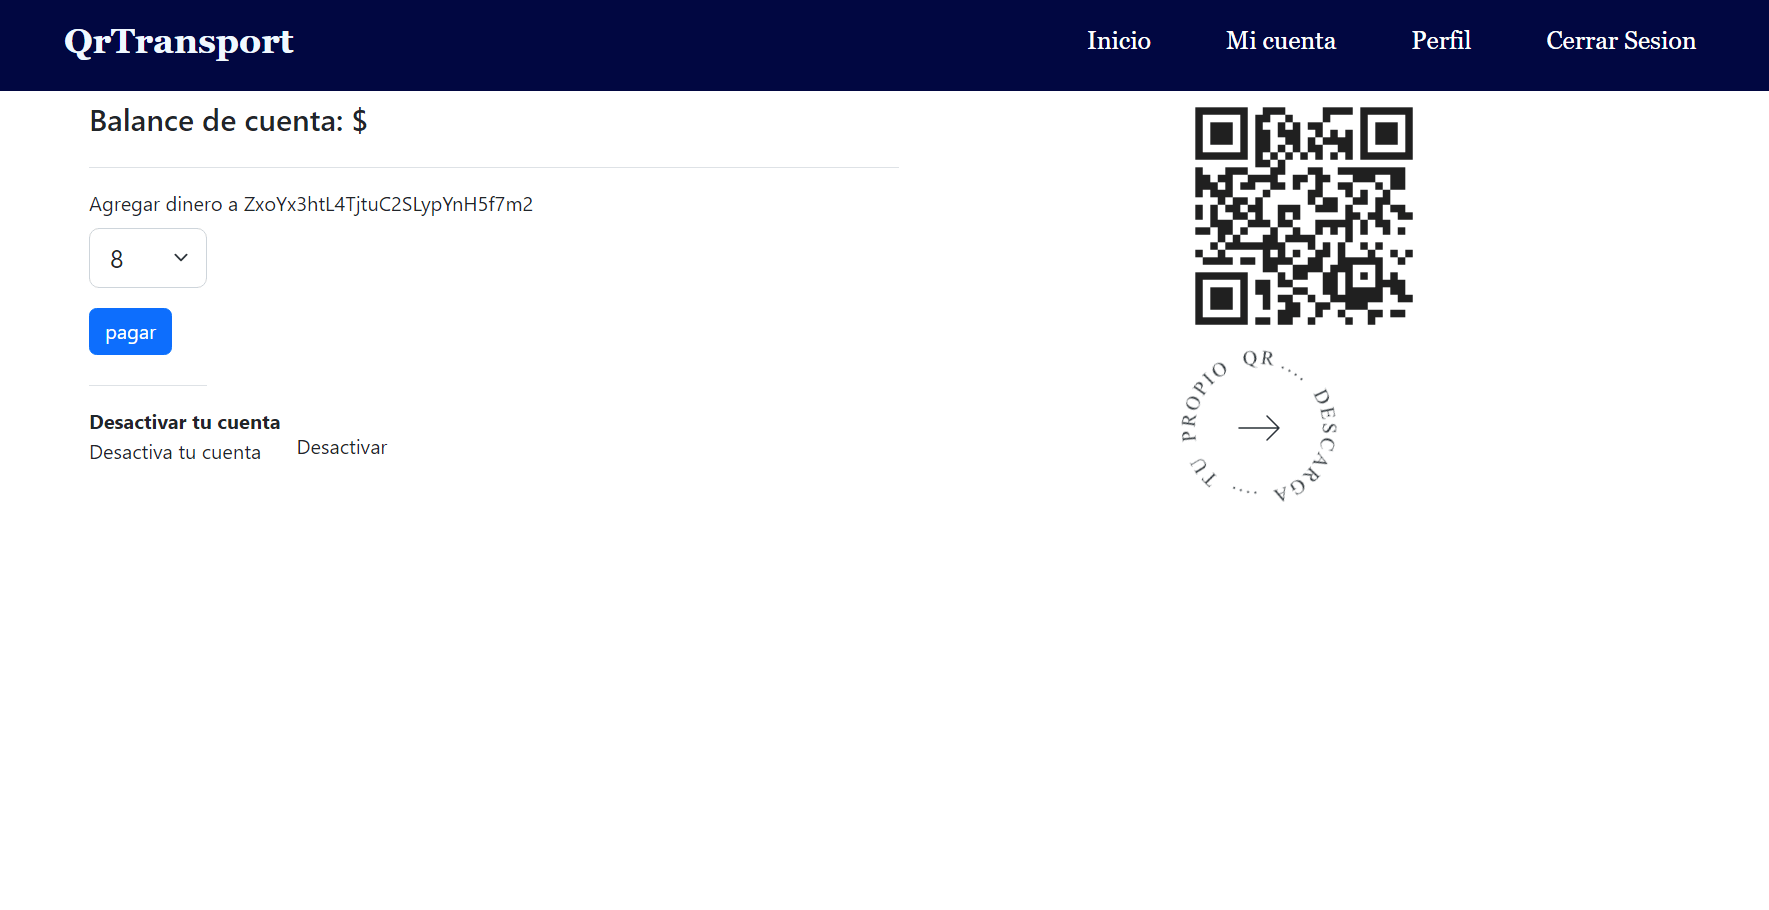 QrTransport
Inicio
Mi cuenta
Perfil
Cerrar Sesion
Balance de cuenta: $
Agregar dinero a ZxoYx3htL4TjtuC2SLypYnH5f7m2
8
pagar
Desactivar tu cuenta
Desactiva tu cuenta
Desactivar
DESCARGA .... TU PROPIO QR ....